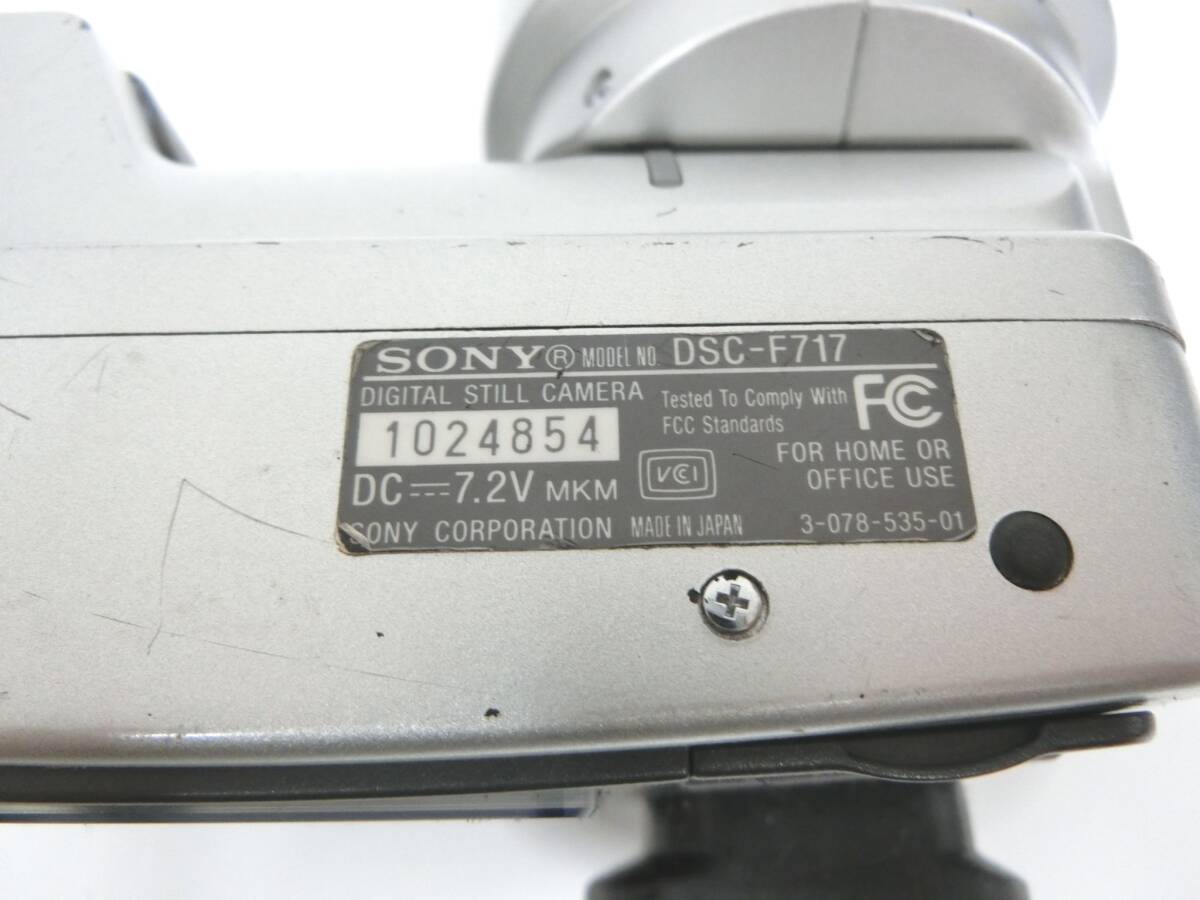 SONY® MODEL NO. DSC-F717
DIGITAL STILL CAMERA
Tested To Comply With
FCC Standards
FC
1024854
FOR HOME OR
OFFICE USE
DC⎓7.2V MKM
VCCI
SONY CORPORATION MADE IN JAPAN 3-078-535-01